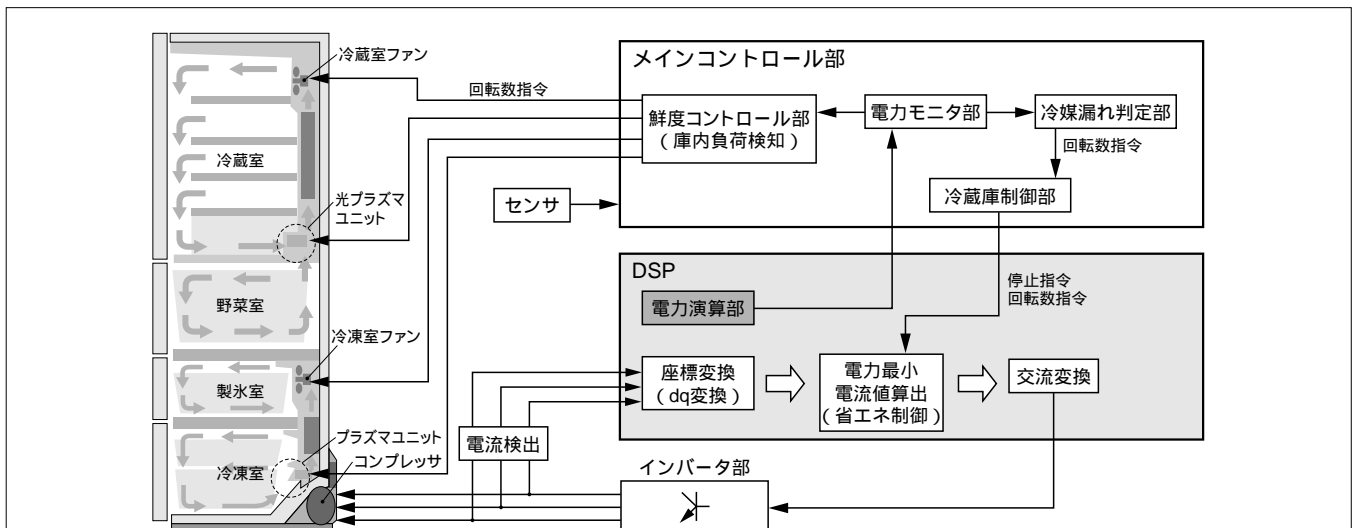 冷蔵室ファン
冷蔵室
光プラズマ
ユニット
野菜室
冷凍室ファン
製氷室
プラズマユニット
コンプレッサ
冷凍室
回転数指令
メインコントロール部
鮮度コントロール部
(庫内負荷検知)
電力モニタ部
冷媒漏れ判定部
回転数指令
冷蔵庫制御部
センサ
DSP
電力演算部
停止指令
回転数指令
座標変換
(dq変換)
電力最小
電流値算出
(省エネ制御)
交流変換
電流検出
インバータ部